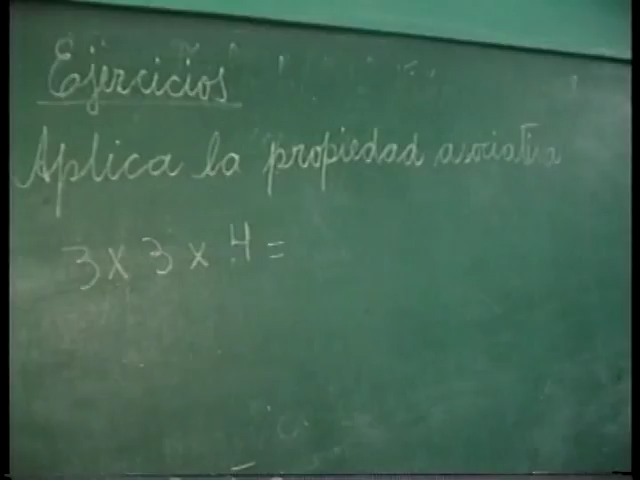 Ejercicios
Aplica la propiedad asociativa
3 x 3 x 4 =